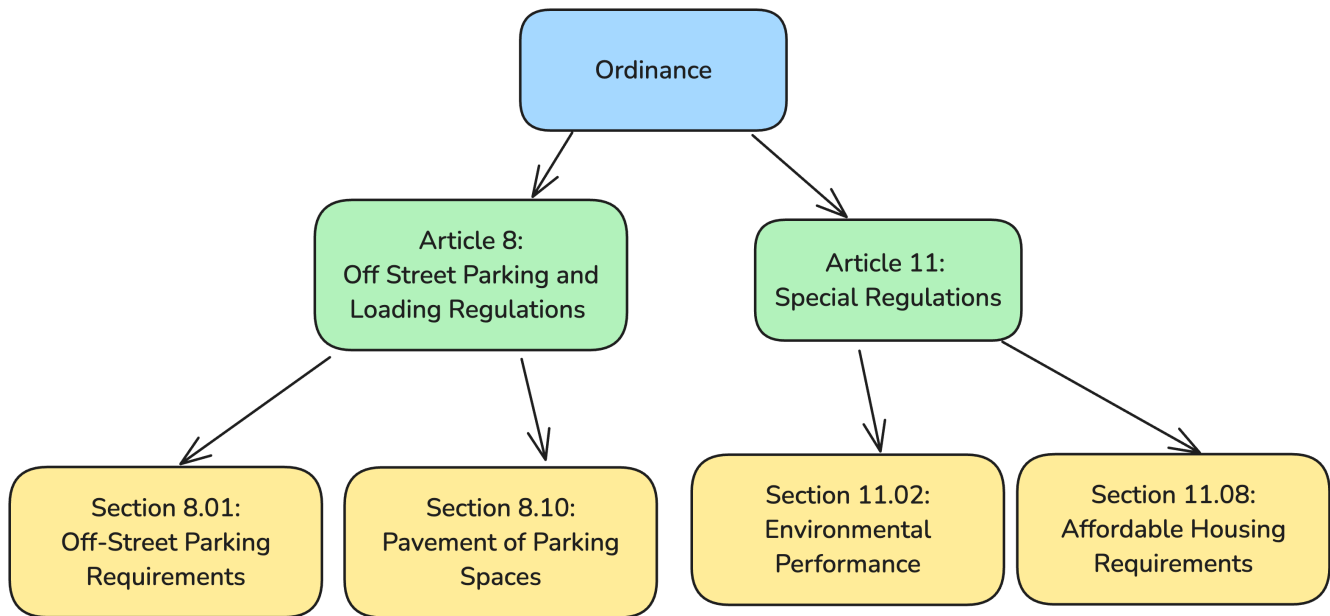 Ordinance
Article 8:
Off Street Parking and
Loading Regulations
Article 11:
Special Regulations
Section 8.01:
Off-Street Parking
Requirements
Section 8.10:
Pavement of Parking
Spaces
Section 11.02:
Environmental
Performance
Section 11.08:
Affordable Housing
Requirements